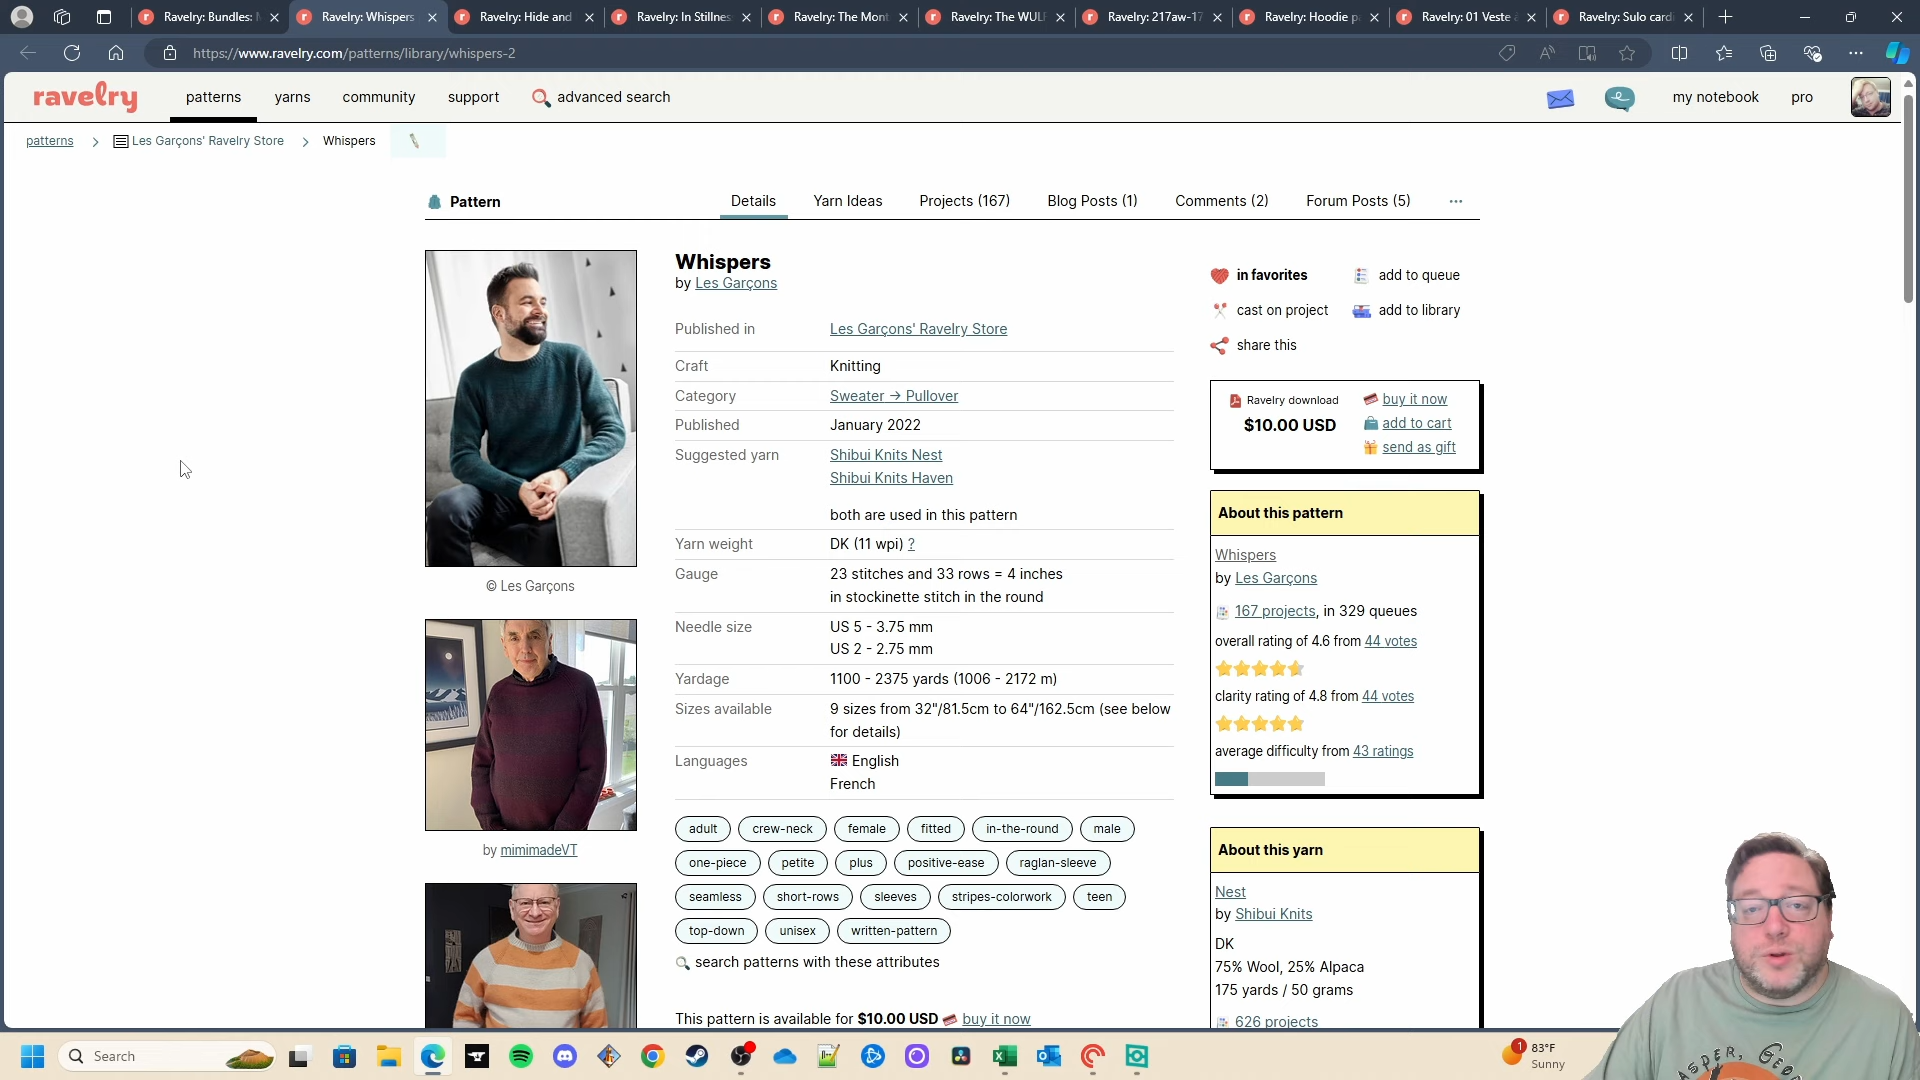 Ravelry: Bundles: M
Ravelry: Whispers
Ravelry: Hide and
Ravelry: In Stillnes
Ravelry: The Mont
Ravelry: The WULF
Ravelry: 217aw-17
Ravelry: Hoodie p
Ravelry: 01 Veste à
Ravelry: Sulo cardi
https://www.ravelry.com/patterns/library/whispers-2
ravelry
patterns
yarns
community
support
advanced search
my notebook
pro
patterns > Les Garçons' Ravelry Store > Whispers
Pattern
Details
Yarn Ideas
Projects (167)
Blog Posts (1)
Comments (2)
Forum Posts (5)
...
© Les Garçons
by mimimadeVT
Whispers
by Les Garçons
Published in Les Garçons' Ravelry Store
Craft Knitting
Category Sweater → Pullover
Published January 2022
Suggested yarn Shibui Knits Nest
Shibui Knits Haven
both are used in this pattern
Yarn weight DK (11 wpi) ?
Gauge 23 stitches and 33 rows = 4 inches
in stockinette stitch in the round
Needle size US 5 - 3.75 mm
US 2 - 2.75 mm
Yardage 1100 - 2375 yards (1006 - 2172 m)
Sizes available 9 sizes from 32"/81.5cm to 64"/162.5cm (see below
for details)
Languages English
French
adult crew-neck female fitted in-the-round male
one-piece petite plus positive-ease raglan-sleeve
seamless short-rows sleeves stripes-colorwork teen
top-down unisex written-pattern
search patterns with these attributes
This pattern is available for $10.00 USD buy it now
in favorites
add to queue
cast on project
add to library
share this
Ravelry download
$10.00 USD
buy it now
add to cart
send as gift
About this pattern
Whispers
by Les Garçons
167 projects, in 329 queues
overall rating of 4.6 from 44 votes
clarity rating of 4.8 from 44 votes
average difficulty from 43 ratings
About this yarn
Nest
by Shibui Knits
DK
75% Wool, 25% Alpaca
175 yards / 50 grams
626 projects
Search
1
83°F
Sunny